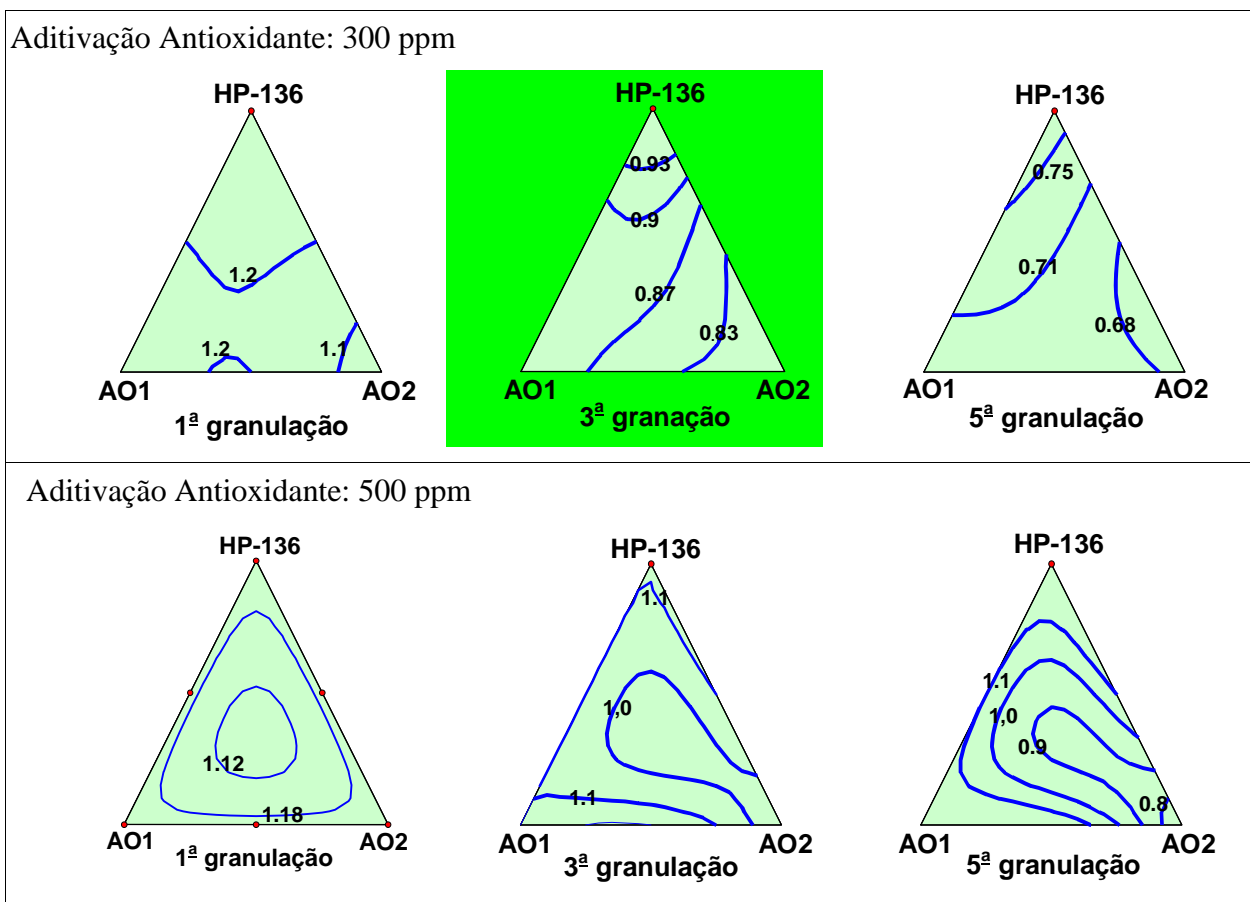 Aditivação Antioxidante: 300 ppm
HP-136
1.2
1.2
1.1
AO1 AO2
1ª granulação
HP-136
0.93
0.9
0.87
0.83
AO1 AO2
3ª granação
HP-136
0.75
0.71
0.68
AO1 AO2
5ª granulação
Aditivação Antioxidante: 500 ppm
HP-136
1.12
1.18
AO1 AO2
1ª granulação
HP-136
1.1
1,0
1.1
AO1 AO2
3ª granulação
HP-136
1.1
1,0
0.9
0.8
AO1 AO2
5ª granulação